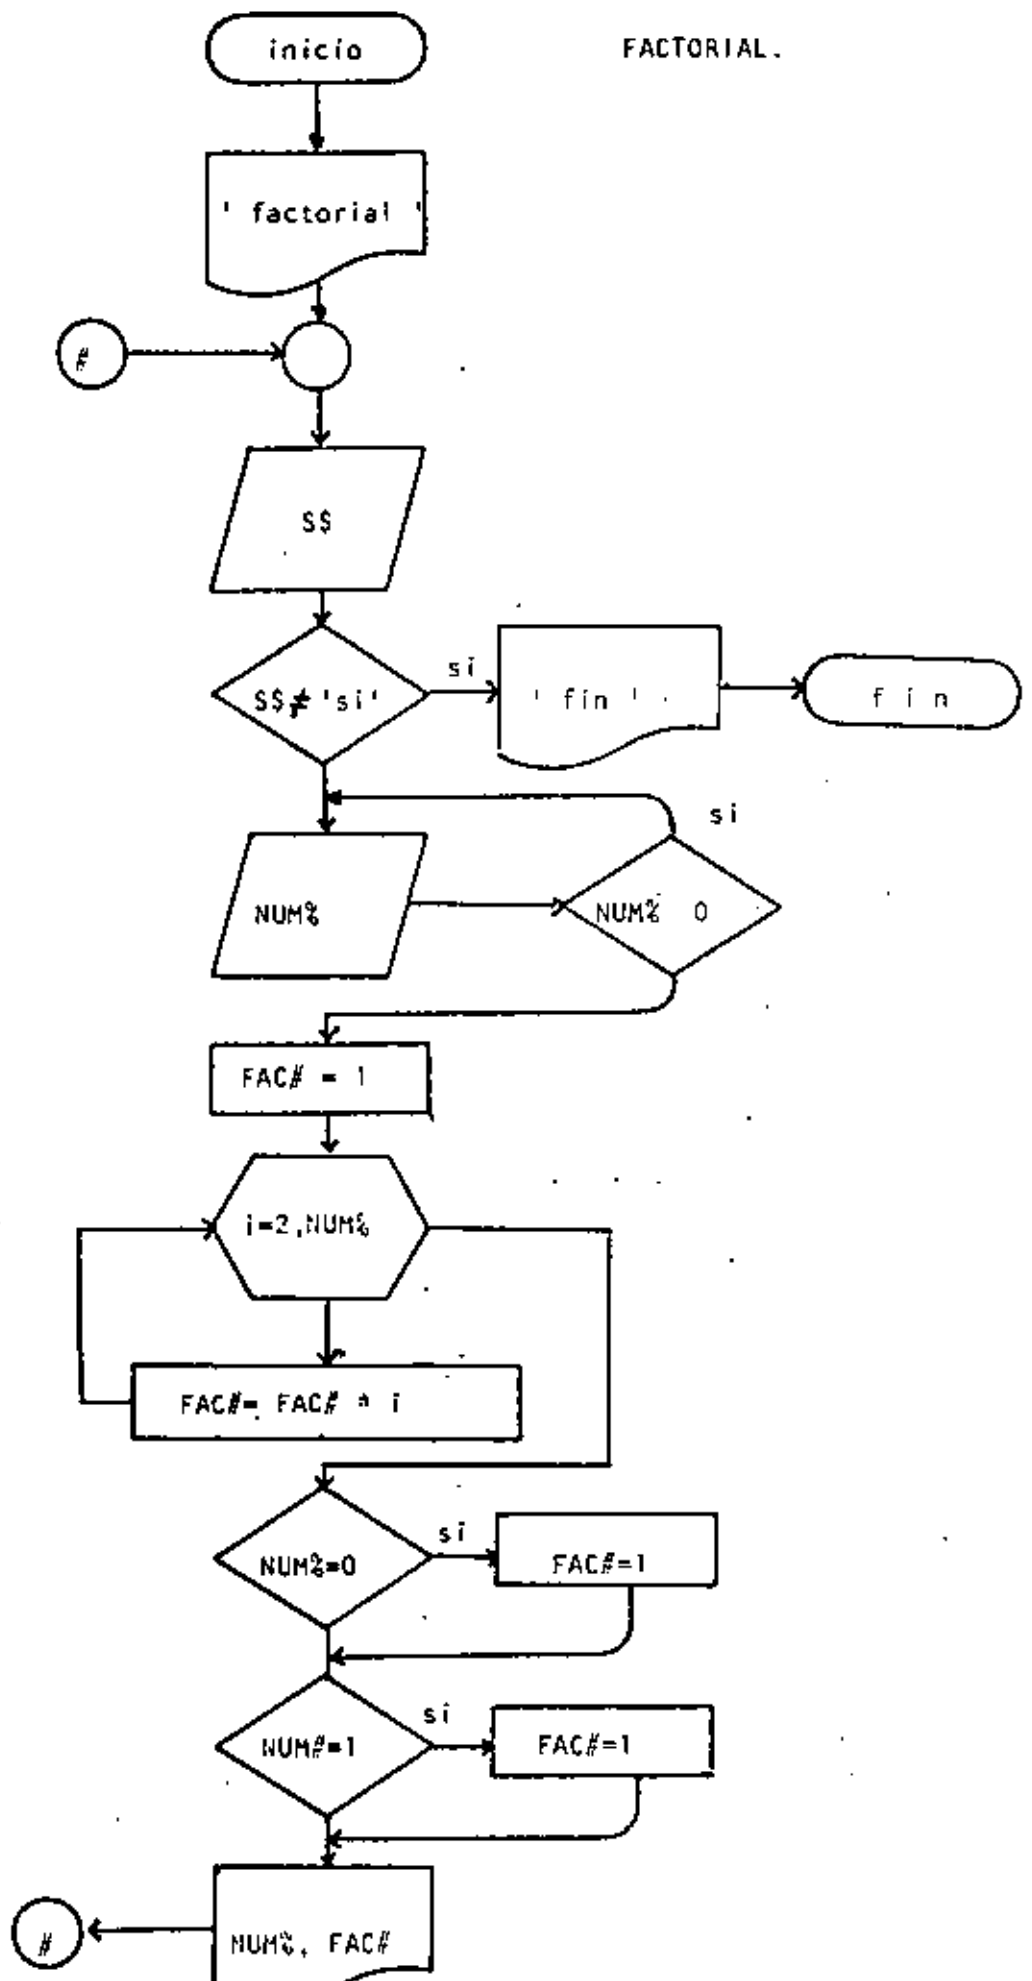 inicio
FACTORIAL.
' factorial '
#
S$
S$ ≠ 'si'
si
' fin '
f i n
si
NUM%
NUM% 0
FAC# = 1
i=2,NUM%
FAC#= FAC# * i
NUM%=0
si
FAC#=1
NUM#=1
si
FAC#=1
#
NUM%, FAC#